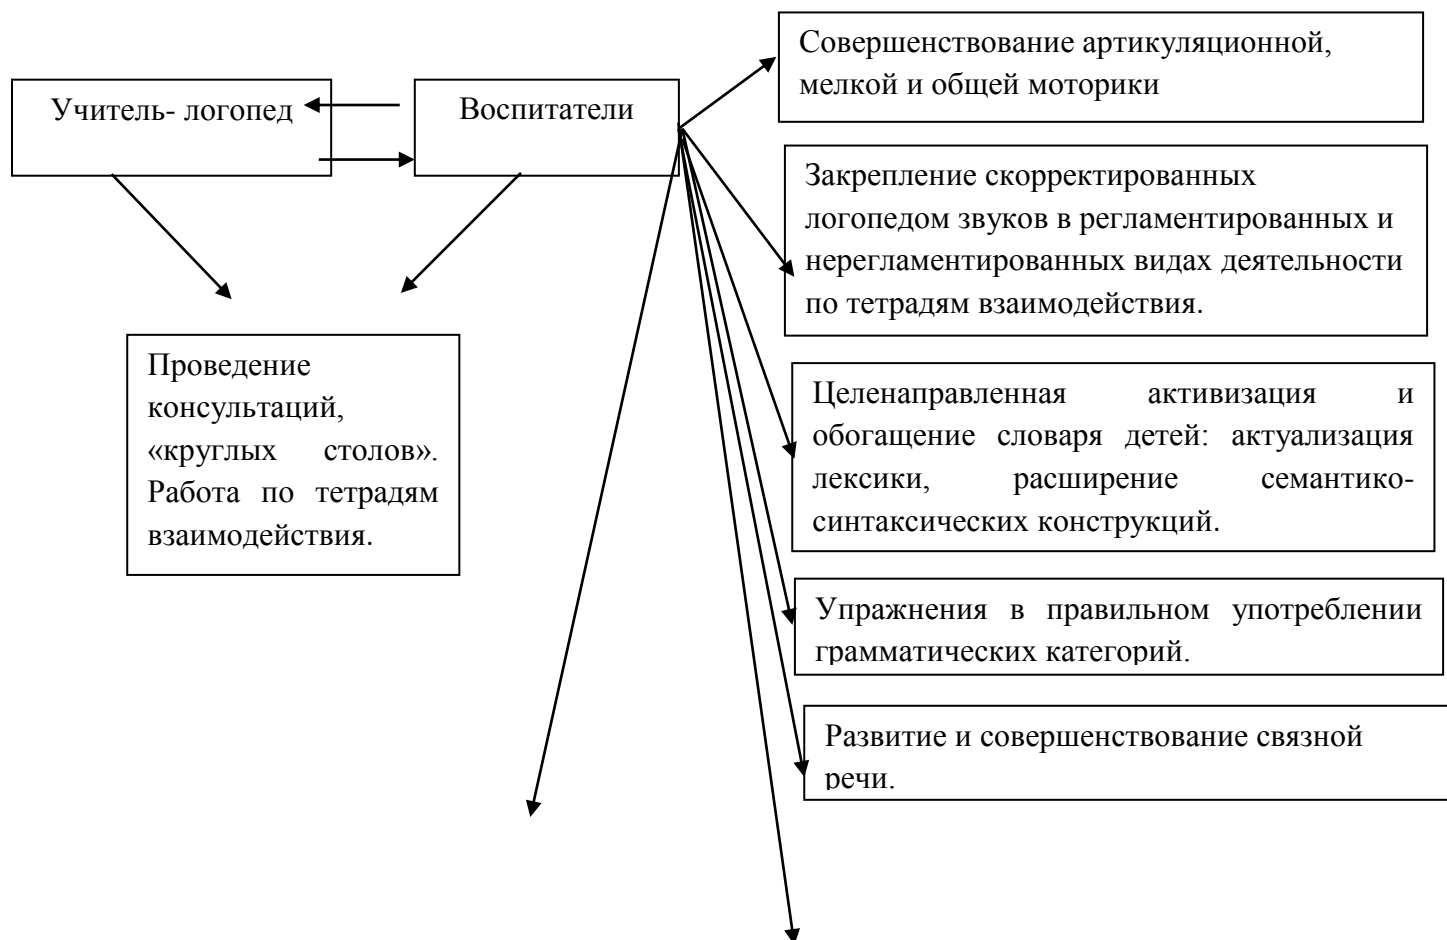 Учитель- логопед
Воспитатели
Проведение
консультаций,
«круглых столов».
Работа по тетрадям
взаимодействия.
Совершенствование артикуляционной,
мелкой и общей моторики
Закрепление скорректированных
логопедом звуков в регламентированных и
нерегламентированных видах деятельности
по тетрадям взаимодействия.
Целенаправленная активизация и
обогащение словаря детей: актуализация
лексики, расширение семантико-
синтаксических конструкций.
Упражнения в правильном употреблении
грамматических категорий.
Развитие и совершенствование связной
речи.